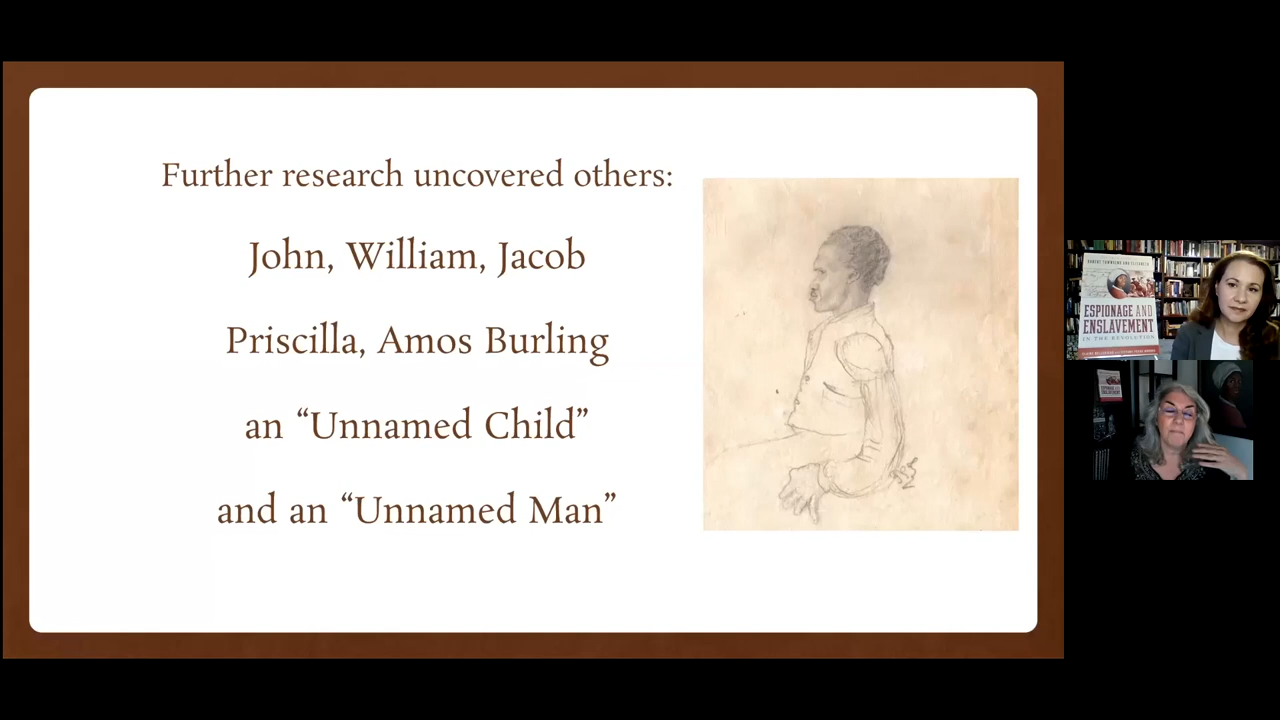 Further research uncovered others:
John, William, Jacob
Priscilla, Amos Burling
an “Unnamed Child”
and an “Unnamed Man”
ESPIONAGE AND
ENSLAVEMENT
IN THE REVOLUTION